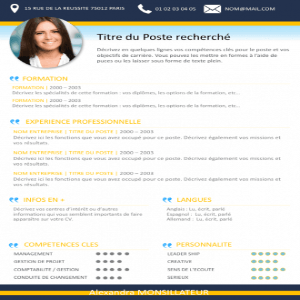 15 RUE DE LA REUSSITE 75012 PARIS
01 02 03 04 05
NOM@MAIL.COM
Titre du Poste recherché
Décrivez en quelques lignes vos compétences clés pour le poste et vos
objectifs de carrière. Vous pouvez les mettre en formes à l'aide de
puces ou les laisser sous forme de texte plein.
FORMATION
FORMATION | 2000 – 2003
Décrivez les spécialités de cette formation - vos diplômes, les options de la formation, etc...
FORMATION | 2000 – 2003
Décrivez les spécialités de cette formation - vos diplômes, les options de la formation, etc...
EXPERIENCE PROFESSIONNELLE
NOM ENTREPRISE | TITRE DU POSTE | 2000 – 2003
Décrivez ici les fonctions que vous avez occupé pour ce poste. Décrivez également vos missions et
vos résultats.
NOM ENTREPRISE | TITRE DU POSTE | 2000 – 2003
Décrivez ici les fonctions que vous avez occupé pour ce poste. Décrivez également vos missions et
vos résultats.
NOM ENTREPRISE | TITRE DU POSTE | 2000 – 2003
Décrivez ici les fonctions que vous avez occupé pour ce poste. Décrivez également vos missions et
vos résultats.
INFOS EN +
Décrivez vos centres d'intérêt ou d'autres
informations qui vous semblent importants de faire
apparaître sur votre CV.
LANGUES
Anglais : Lu, écrit, parlé
Espagnol : Lu, écrit, parlé
Allemand : Lu, écrit, parlé
COMPETENCES CLES
MANAGEMENT
GESTION DE PROJET
COMPTABILITÉ / GESTION
CONDUITE DE CHANGEMENT
PERSONNALITE
LEADER SHIP
CREATIVE
SENS DE L'ECOUTE
SERIEUX
Alexandra MONSILLATEUR